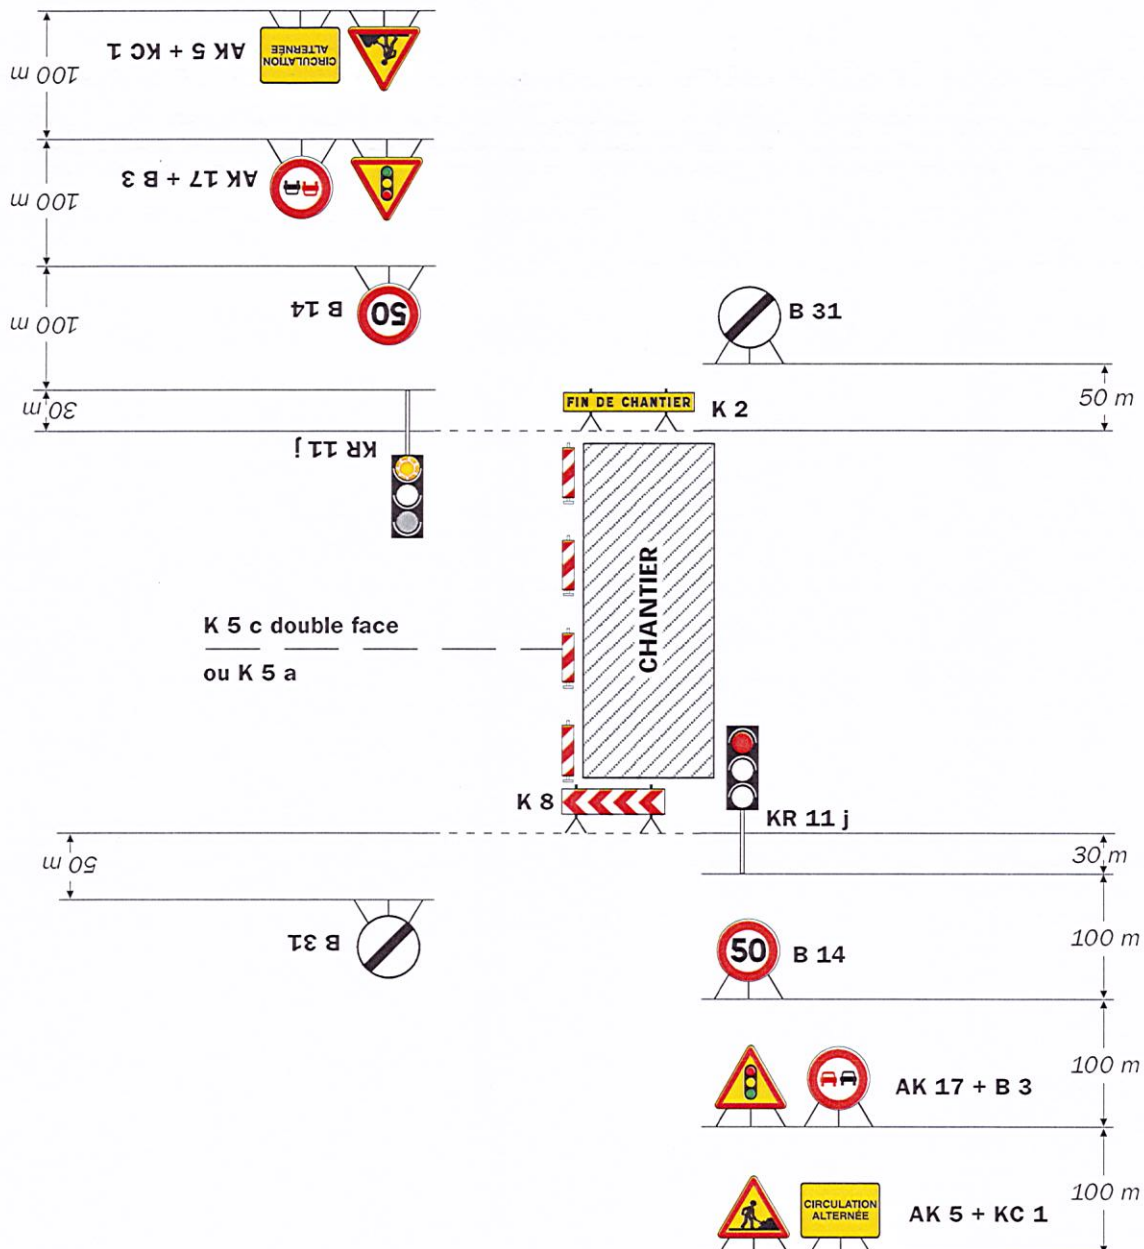 100 m
AK 5 + KC 1
CIRCULATION
ALTERNÉE
100 m
AK 17 + B 3
100 m
B 14
50
B 31
30 m
50 m
FIN DE CHANTIER
K 2
KR 11 j
CHANTIER
K 5 c double face
ou K 5 a
K 8
KR 11 j
50 m
30 m
B 31
50
B 14
100 m
AK 17 + B 3
100 m
CIRCULATION
ALTERNÉE
AK 5 + KC 1
100 m